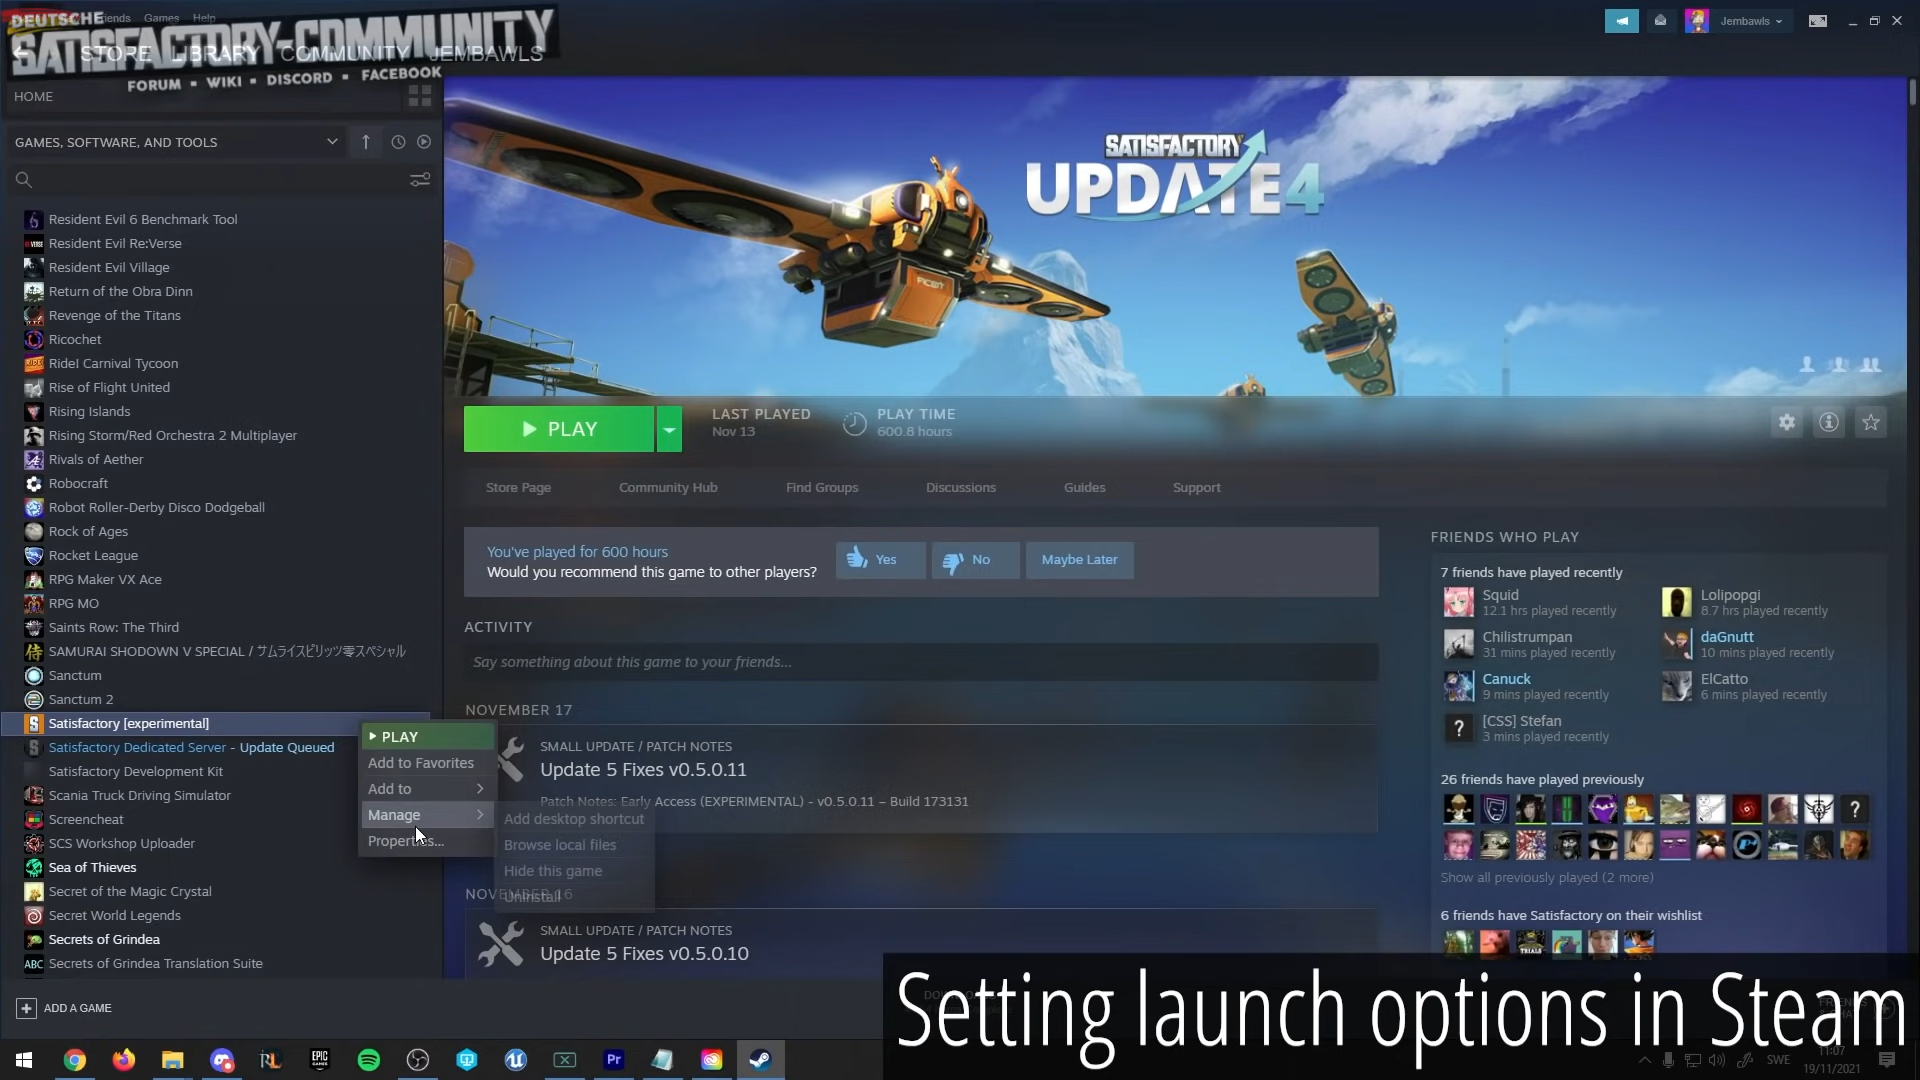 DEUTSCHE
SATISFACTORY-COMMUNITY
FORUM ▪ WIKI ▪ DISCORD ▪ FACEBOOK
Friends Games Help
Jembawls
STORE LIBRARY COMMUNITY JEMBAWLS
HOME
GAMES, SOFTWARE, AND TOOLS
Resident Evil 6 Benchmark Tool
Resident Evil Re:Verse
Resident Evil Village
Return of the Obra Dinn
Revenge of the Titans
Ricochet
Ride! Carnival Tycoon
Rise of Flight United
Rising Islands
Rising Storm/Red Orchestra 2 Multiplayer
Rivals of Aether
Robocraft
Robot Roller-Derby Disco Dodgeball
Rock of Ages
Rocket League
RPG Maker VX Ace
RPG MO
Saints Row: The Third
SAMURAI SHODOWN V SPECIAL / サムライスピリッツ零スペシャル
Sanctum
Sanctum 2
Satisfactory [experimental]
Satisfactory Dedicated Server - Update Queued
Satisfactory Development Kit
Scania Truck Driving Simulator
Screencheat
SCS Workshop Uploader
Sea of Thieves
Secret of the Magic Crystal
Secret World Legends
Secrets of Grindea
ABC Secrets of Grindea Translation Suite
ADD A GAME
PLAY
Add to Favorites
Add to
Manage
Add desktop shortcut
Browse local files
Hide this game
Uninstall
SATISFACTORY
UPDATE4
FICSIT
PLAY
LAST PLAYED
Nov 13
PLAY TIME
600.8 hours
Store Page Community Hub Find Groups Discussions Guides Support
You've played for 600 hours
Would you recommend this game to other players?
Yes No Maybe Later
ACTIVITY
Say something about this game to your friends...
NOVEMBER 17
SMALL UPDATE / PATCH NOTES
Update 5 Fixes v0.5.0.11
Patch Notes: Early Access (EXPERIMENTAL) - v0.5.0.11 – Build 173131
NOVEMBER 16
SMALL UPDATE / PATCH NOTES
Update 5 Fixes v0.5.0.10
FRIENDS WHO PLAY
7 friends have played recently
Squid
12.1 hrs played recently
Lolipopgi
8.7 hrs played recently
Chilistrumpan
31 mins played recently
daGnutt
10 mins played recently
Canuck
9 mins played recently
ElCatto
6 mins played recently
[CSS] Stefan
3 mins played recently
26 friends have played previously
Show all previously played (2 more)
6 friends have Satisfactory on their wishlist
Setting launch options in Steam
SWE
11:07
19/11/2021